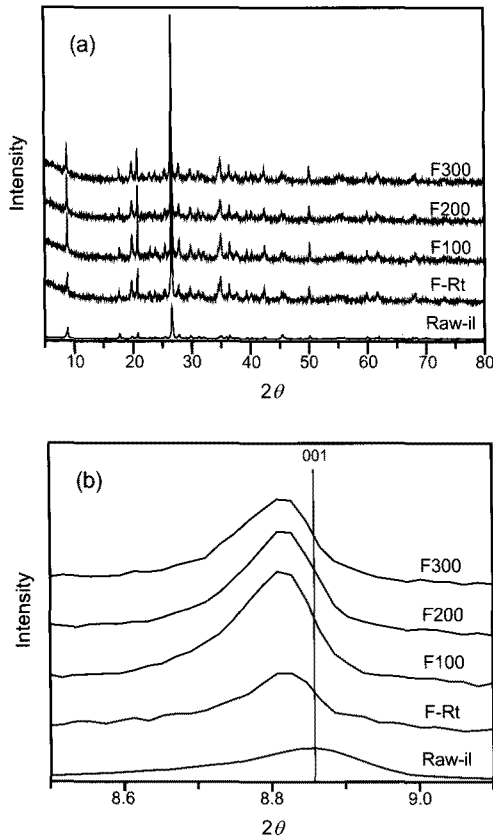 (a)
Intensity
F300
F200
F100
F-Rt
Raw-il
10 20 30 40 50 60 70 80
2θ
(b)
001
Intensity
F300
F200
F100
F-Rt
Raw-il
8.6 8.8 9.0
2θ